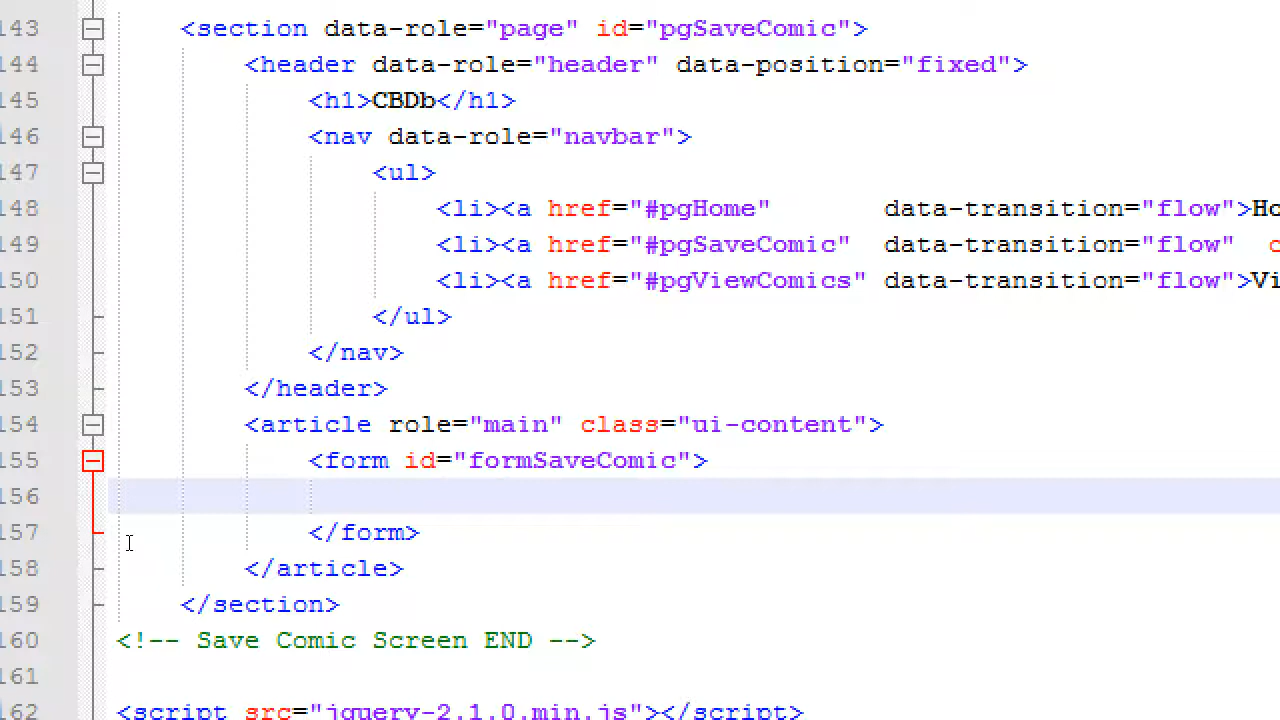 143 <section data-role="page" id="pgSaveComic">
144 <header data-role="header" data-position="fixed">
145 <h1>CBDb</h1>
146 <nav data-role="navbar">
147 <ul>
148 <li><a href="#pgHome" data-transition="flow">Ho
149 <li><a href="#pgSaveComic" data-transition="flow" c
150 <li><a href="#pgViewComics" data-transition="flow">Vi
151 </ul>
152 </nav>
153 </header>
154 <article role="main" class="ui-content">
155 <form id="formSaveComic">
156
157 </form>
158 </article>
159 </section>
160 <!-- Save Comic Screen END -->
161
162 <script src="jquery-2.1.0.min.js"></script>